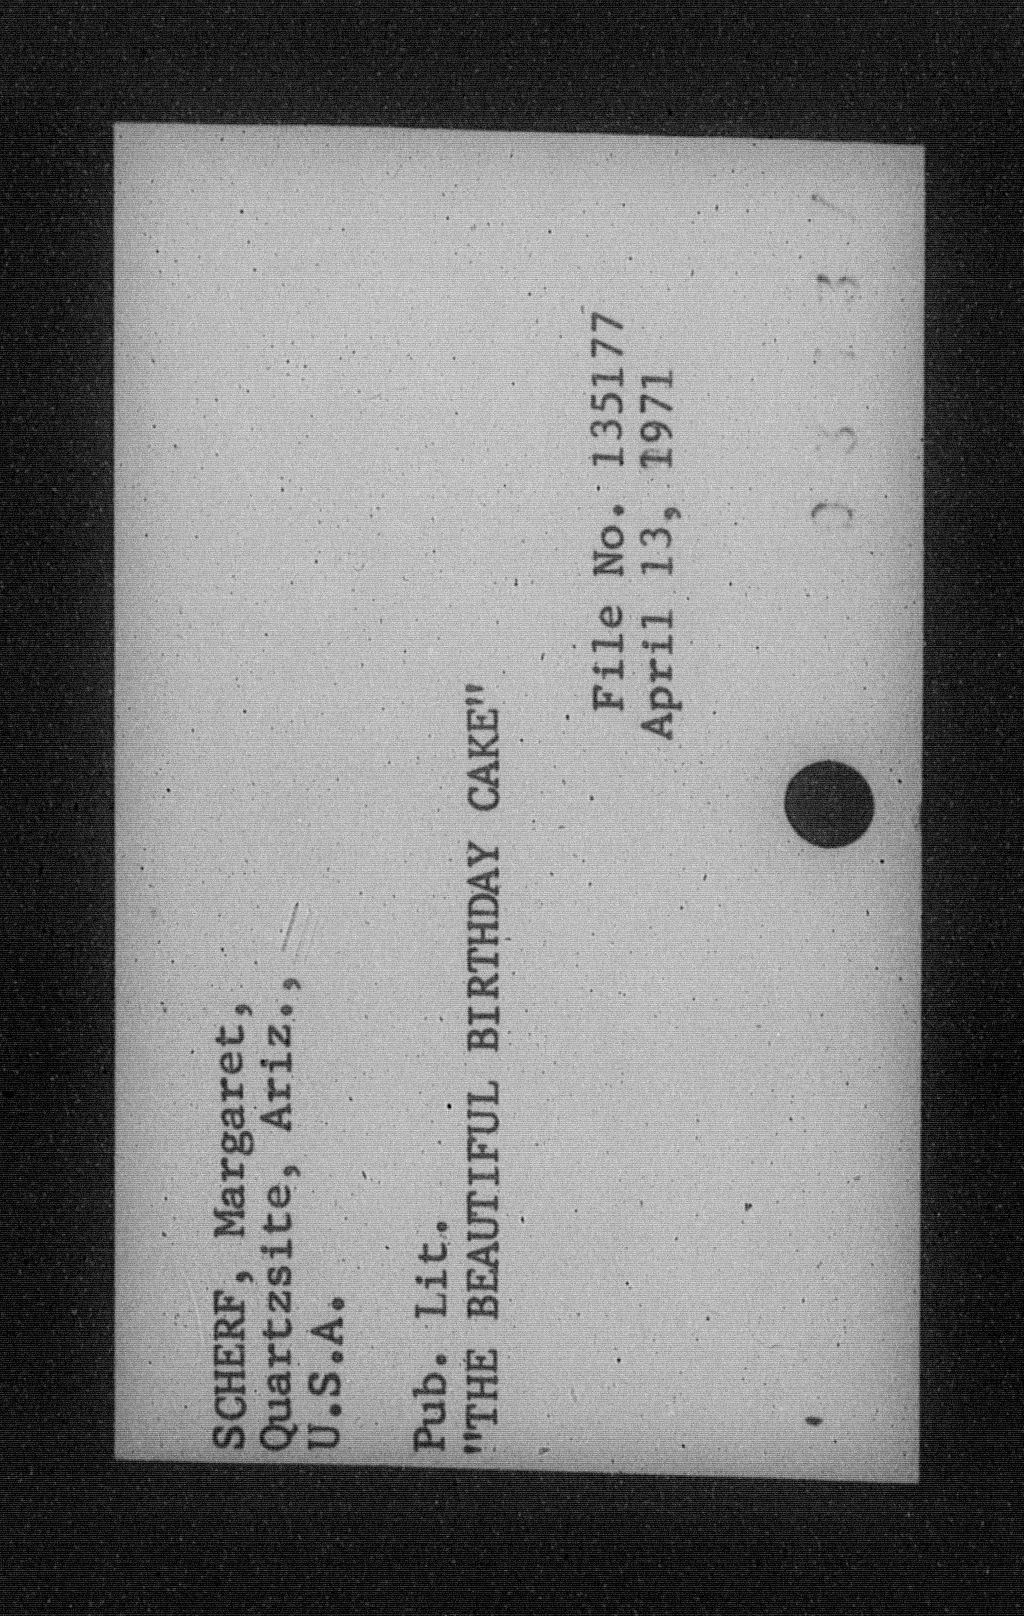 SCHERF, Margaret,
Quartzsite, Ariz.,
U.S.A.
Pub. Lit.
"THE BEAUTIFUL BIRTHDAY CAKE"
File No. 135177
April 13, 1971